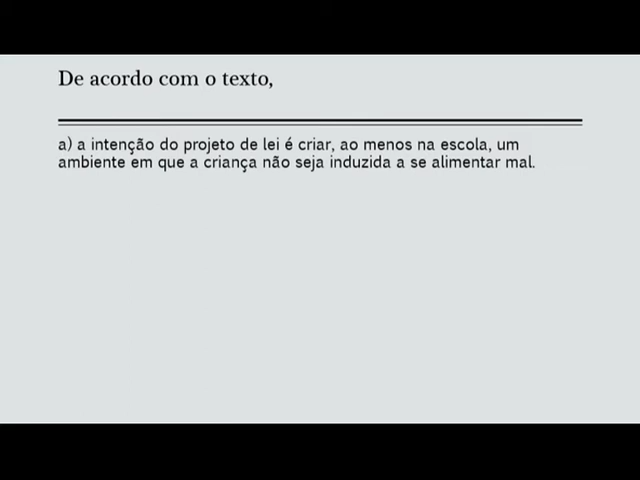 De acordo com o texto,
a) a intenção do projeto de lei é criar, ao menos na escola, um
ambiente em que a criança não seja induzida a se alimentar mal.